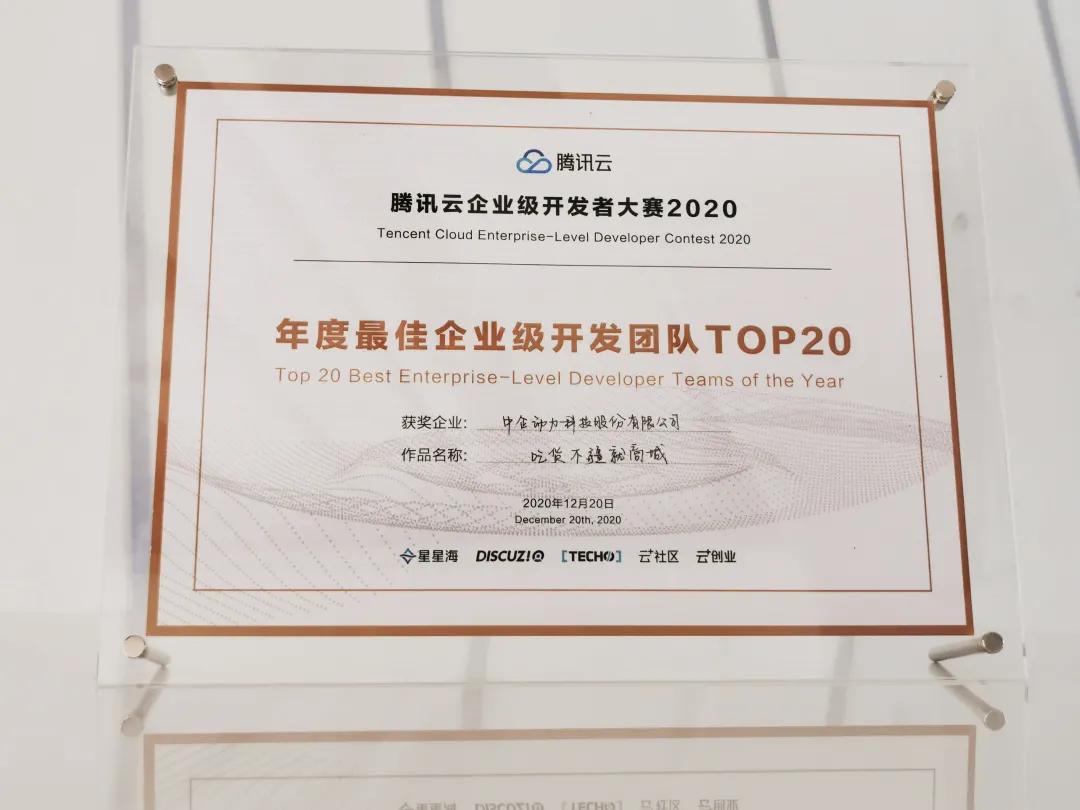 腾讯云
腾讯云企业级开发者大赛2020
Tencent Cloud Enterprise-Level Developer Contest 2020
年度最佳企业级开发团队TOP20
Top 20 Best Enterprise-Level Developer Teams of the Year
获奖企业: 中企动力科技股份有限公司
作品名称: 吃货不疆就商城
2020年12月20日
December 20th, 2020
星星海 DISCUZ!Q [TECHO] 云+社区 云+创业